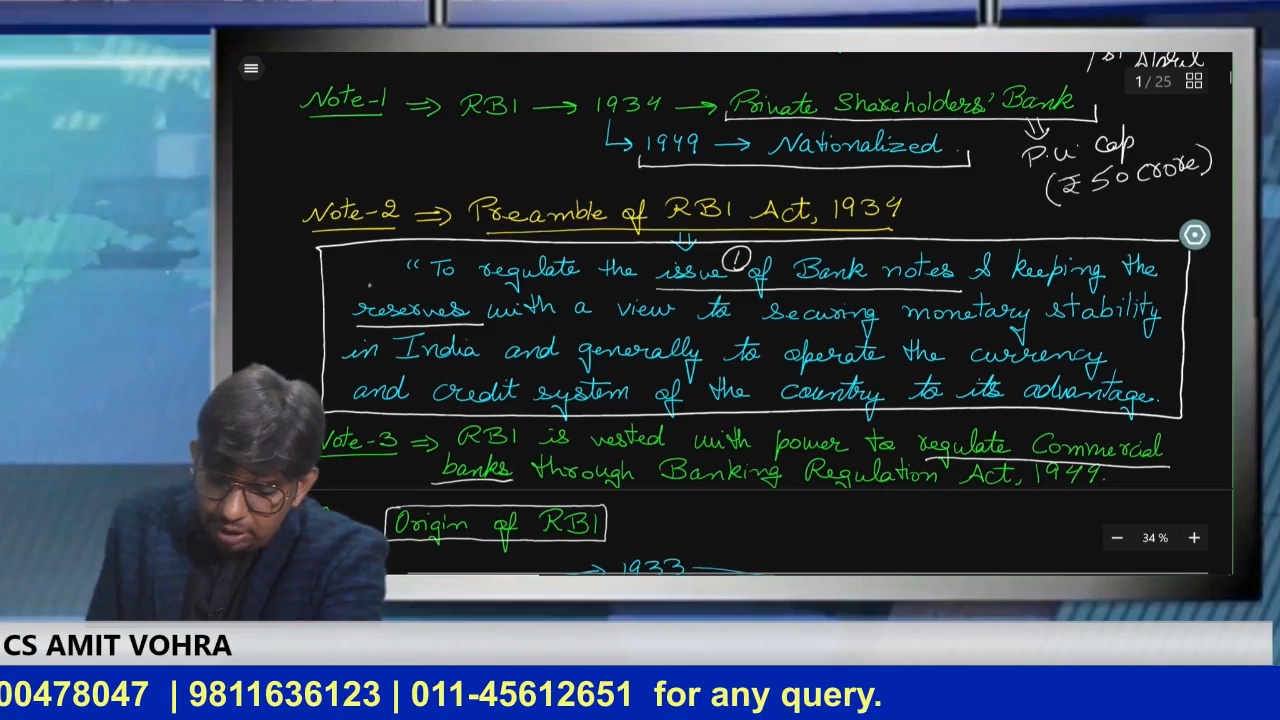 1 / 25
Note-1 ⇒ RBI → 1934 → Private Shareholders' Bank
↳ 1949 → Nationalized.
P.u. cap
(₹ 50 crore)
Note-2 ⇒ Preamble of RBI Act, 1934
①
"To regulate the issue of Bank notes & keeping the
reserves with a view to securing monetary stability
in India and generally to operate the currency
and credit system of the country to its advantage.
Note-3 ⇒ RBI is vested with power to regulate Commercial
banks through Banking Regulation Act, 1949.
Origin of RBI
34 %
→ 1933
CS AMIT VOHRA
00478047 | 9811636123 | 011-45612651 for any query.